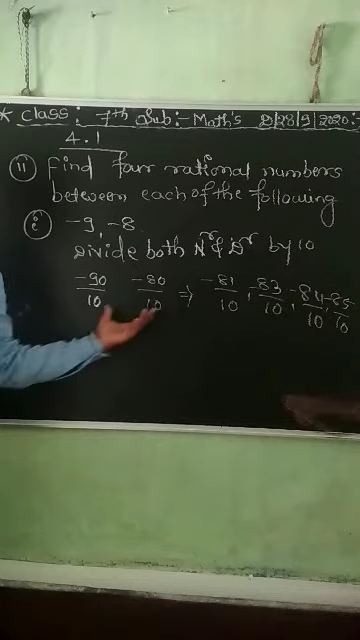 * Class: 7th Sub:- Math's D/28/9/2020:-
4.1
(ii) Find four rational numbers
between each of the following
(i) -9, -8
Divide both Nr & Dr by 10
-90/10 -80/10 ⇒ -81/10, -83/10, -84/10, -85/10